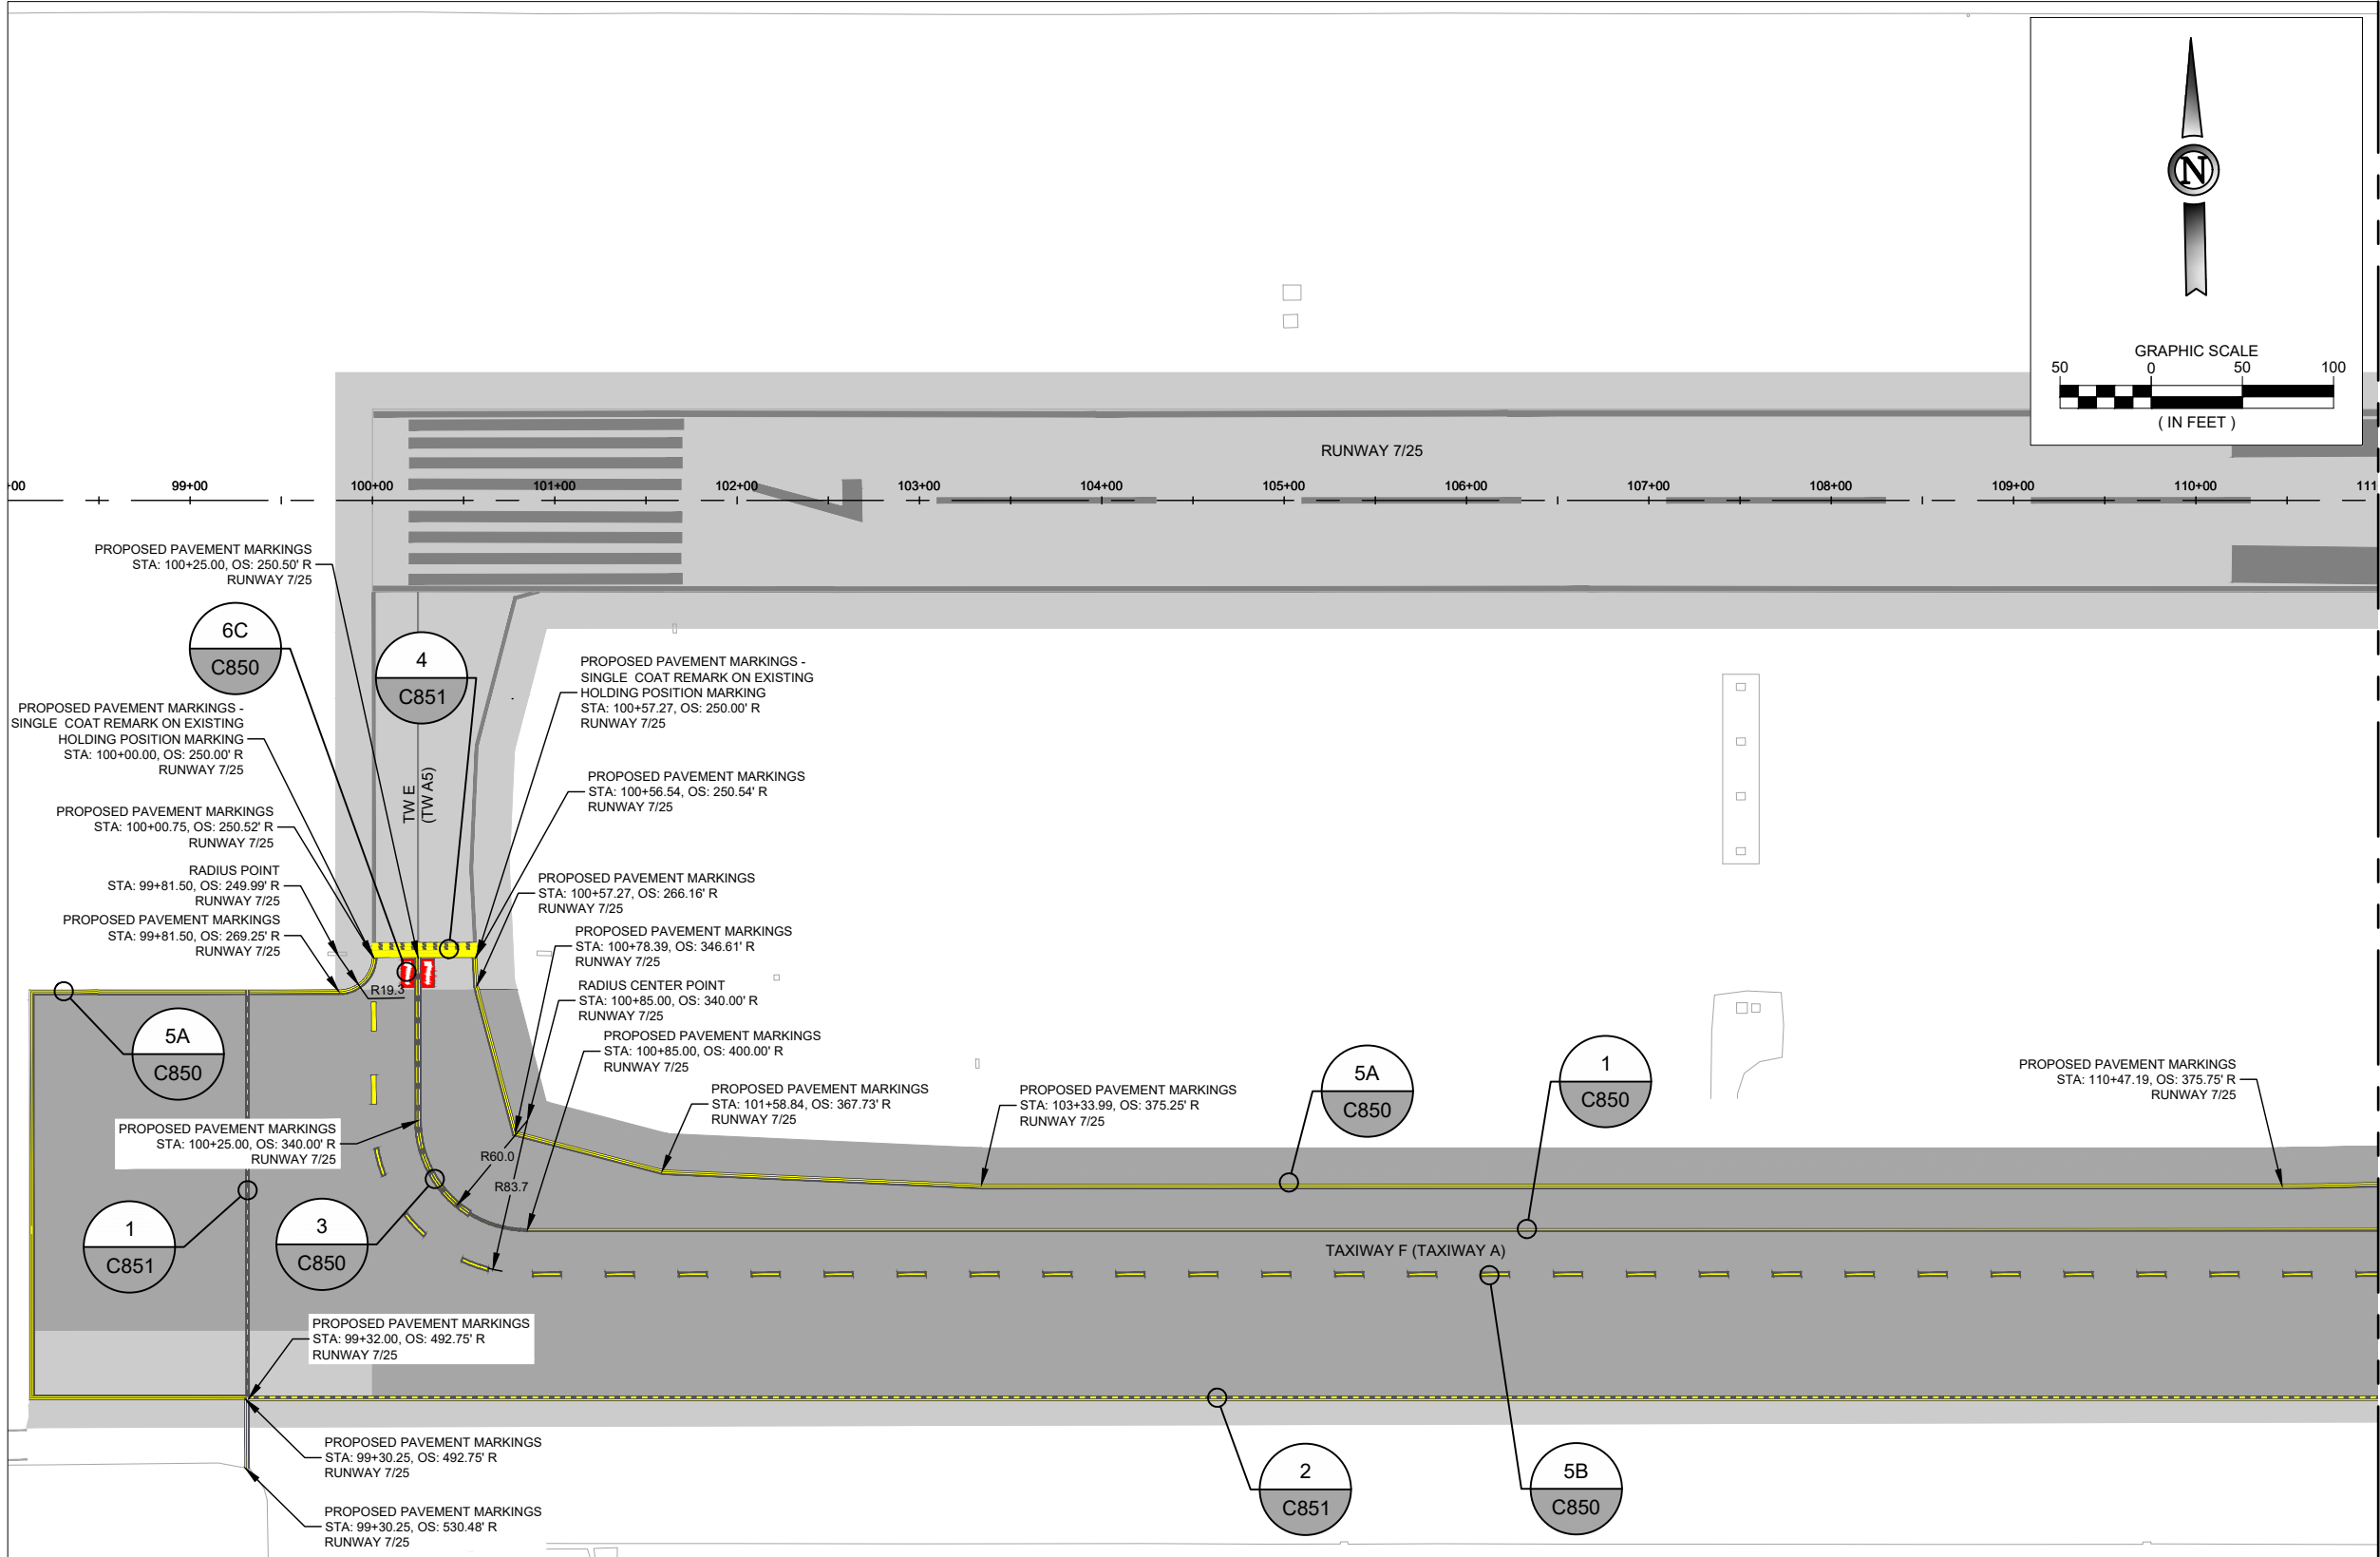 N
GRAPHIC SCALE
50 0 50 100
( IN FEET )
RUNWAY 7/25
+00 99+00 100+00 101+00 102+00 103+00 104+00 105+00 106+00 107+00 108+00 109+00 110+00 111
PROPOSED PAVEMENT MARKINGS
STA: 100+25.00, OS: 250.50' R
RUNWAY 7/25
6C
C850
4
C851
PROPOSED PAVEMENT MARKINGS -
SINGLE COAT REMARK ON EXISTING
HOLDING POSITION MARKING
STA: 100+57.27, OS: 250.00' R
RUNWAY 7/25
PROPOSED PAVEMENT MARKINGS -
SINGLE COAT REMARK ON EXISTING
HOLDING POSITION MARKING
STA: 100+00.00, OS: 250.00' R
RUNWAY 7/25
TW E
(TW A5)
PROPOSED PAVEMENT MARKINGS
STA: 100+56.54, OS: 250.54' R
RUNWAY 7/25
PROPOSED PAVEMENT MARKINGS
STA: 100+00.75, OS: 250.52' R
RUNWAY 7/25
RADIUS POINT
STA: 99+81.50, OS: 249.99' R
RUNWAY 7/25
PROPOSED PAVEMENT MARKINGS
STA: 100+57.27, OS: 266.16' R
RUNWAY 7/25
PROPOSED PAVEMENT MARKINGS
STA: 99+81.50, OS: 269.25' R
RUNWAY 7/25
PROPOSED PAVEMENT MARKINGS
STA: 100+78.39, OS: 346.61' R
RUNWAY 7/25
R19.3
RADIUS CENTER POINT
STA: 100+85.00, OS: 340.00' R
RUNWAY 7/25
5A
C850
PROPOSED PAVEMENT MARKINGS
STA: 100+85.00, OS: 400.00' R
RUNWAY 7/25
PROPOSED PAVEMENT MARKINGS
STA: 101+58.84, OS: 367.73' R
RUNWAY 7/25
PROPOSED PAVEMENT MARKINGS
STA: 103+33.99, OS: 375.25' R
RUNWAY 7/25
5A
C850
1
C850
PROPOSED PAVEMENT MARKINGS
STA: 110+47.19, OS: 375.75' R
RUNWAY 7/25
PROPOSED PAVEMENT MARKINGS
STA: 100+25.00, OS: 340.00' R
RUNWAY 7/25
R60.0
R83.7
1
C851
3
C850
TAXIWAY F (TAXIWAY A)
PROPOSED PAVEMENT MARKINGS
STA: 99+32.00, OS: 492.75' R
RUNWAY 7/25
PROPOSED PAVEMENT MARKINGS
STA: 99+30.25, OS: 492.75' R
RUNWAY 7/25
2
C851
5B
C850
PROPOSED PAVEMENT MARKINGS
STA: 99+30.25, OS: 530.48' R
RUNWAY 7/25